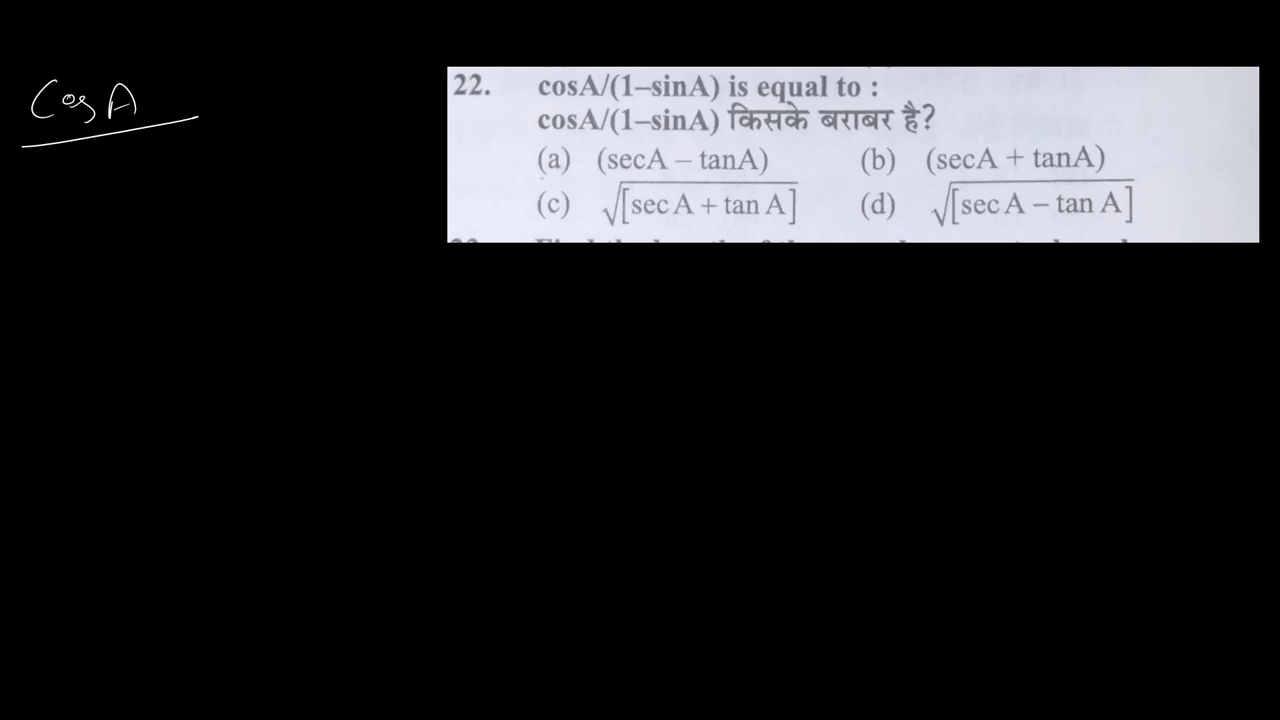 Cos A
22. cosA/(1–sinA) is equal to :
cosA/(1–sinA) किसके बराबर है?
(a) (secA – tanA) (b) (secA + tanA)
(c) √[sec A + tan A] (d) √[sec A – tan A]